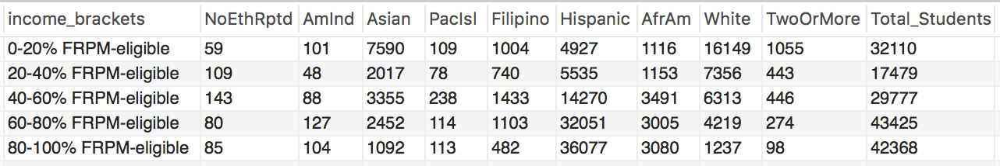 income_brackets NoEthRptd AmInd Asian PacIsl Filipino Hispanic AfrAm White TwoOrMore Total_Students
0-20% FRPM-eligible 59 101 7590 109 1004 4927 1116 16149 1055 32110
20-40% FRPM-eligible 109 48 2017 78 740 5535 1153 7356 443 17479
40-60% FRPM-eligible 143 88 3355 238 1433 14270 3491 6313 446 29777
60-80% FRPM-eligible 80 127 2452 114 1103 32051 3005 4219 274 43425
80-100% FRPM-eligible 85 104 1092 113 482 36077 3080 1237 98 42368